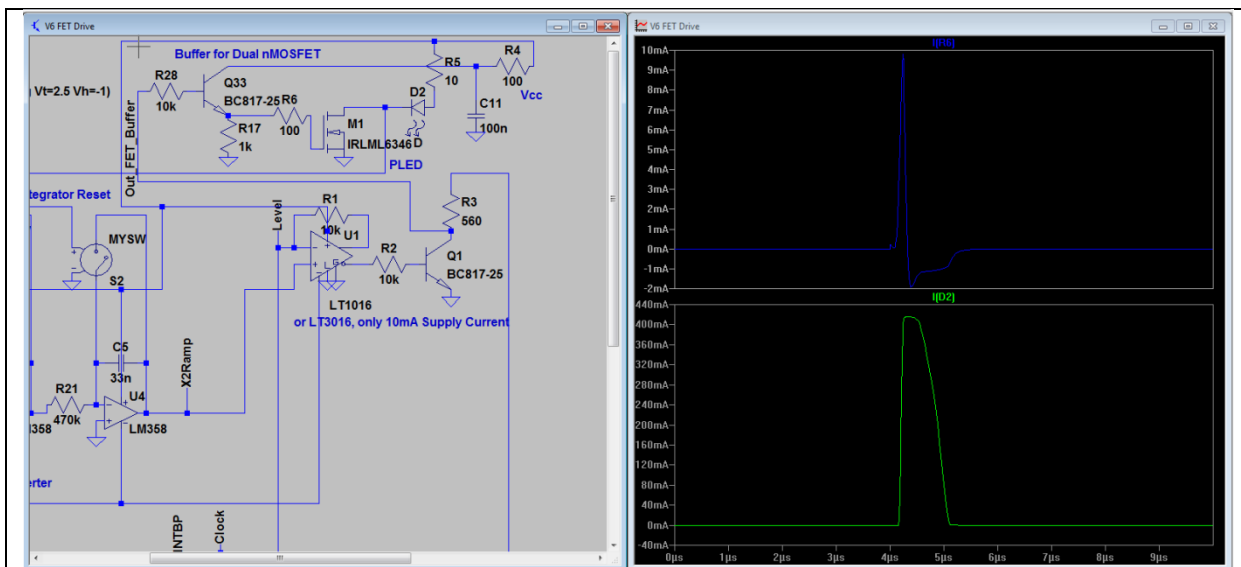 V6 FET Drive
Buffer for Dual nMOSFET
R28
10k
Q33
BC817-25
R5
10
R4
100
Vcc
) Vt=2.5 Vh=-1)
R6
100
D2
C11
100n
R17
1k
M1
IRLML6346
D
PLED
Out_FET_Buffer
tegrator Reset
Level
R1
10k
U1
R3
560
MYSW
S2
R2
10k
Q1
BC817-25
LT1016
or LT3016, only 10mA Supply Current
C5
33n
X2Ramp
R21
470k
U4
M358
LM358
erter
INTBP
-Clock
V6 FET Drive
I(R6)
10mA
9mA
8mA
7mA
6mA
5mA
4mA
3mA
2mA
1mA
0mA
-1mA
-2mA
I(D2)
440mA
400mA
360mA
320mA
280mA
240mA
200mA
160mA
120mA
80mA
40mA
0mA
-40mA
0µs 1µs 2µs 3µs 4µs 5µs 6µs 7µs 8µs 9µs